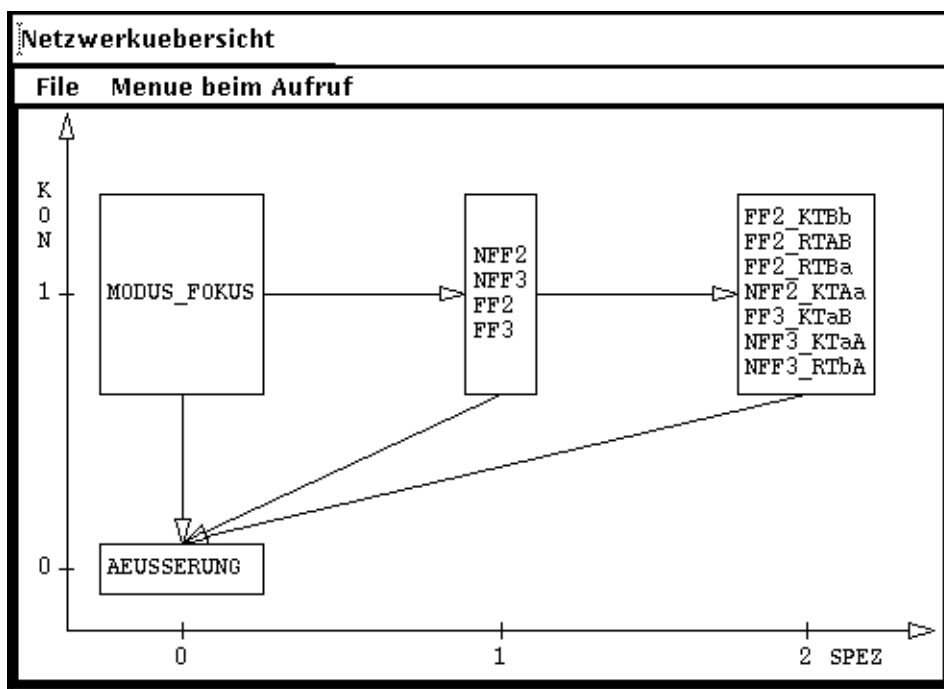 Netzwerkuebersicht
File Menue beim Aufruf
K
O
N
1
MODUS_FOKUS
NFF2
NFF3
FF2
FF3
FF2_KTBb
FF2_RTAB
FF2_RTBa
NFF2_KTAa
FF3_KTaB
NFF3_KTaA
NFF3_RTbA
0
AEUSSERUNG
0 1 2 SPEZ